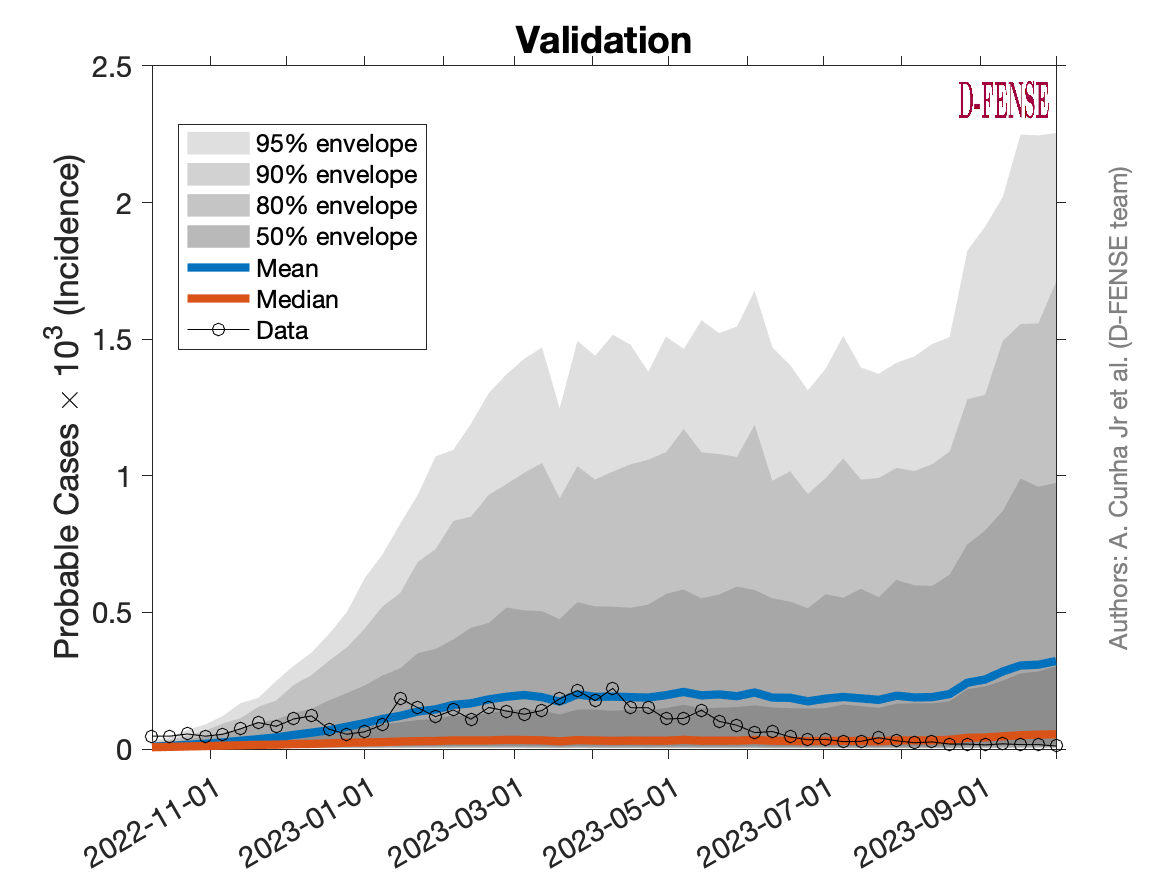 Validation
D-FENSE
95% envelope
90% envelope
80% envelope
50% envelope
Mean
Median
Data
2.5
2
1.5
1
0.5
0
Probable Cases × 10³ (Incidence)
2022-11-01
2023-01-01
2023-03-01
2023-05-01
2023-07-01
2023-09-01
Authors: A. Cunha Jr et al. (D-FENSE team)